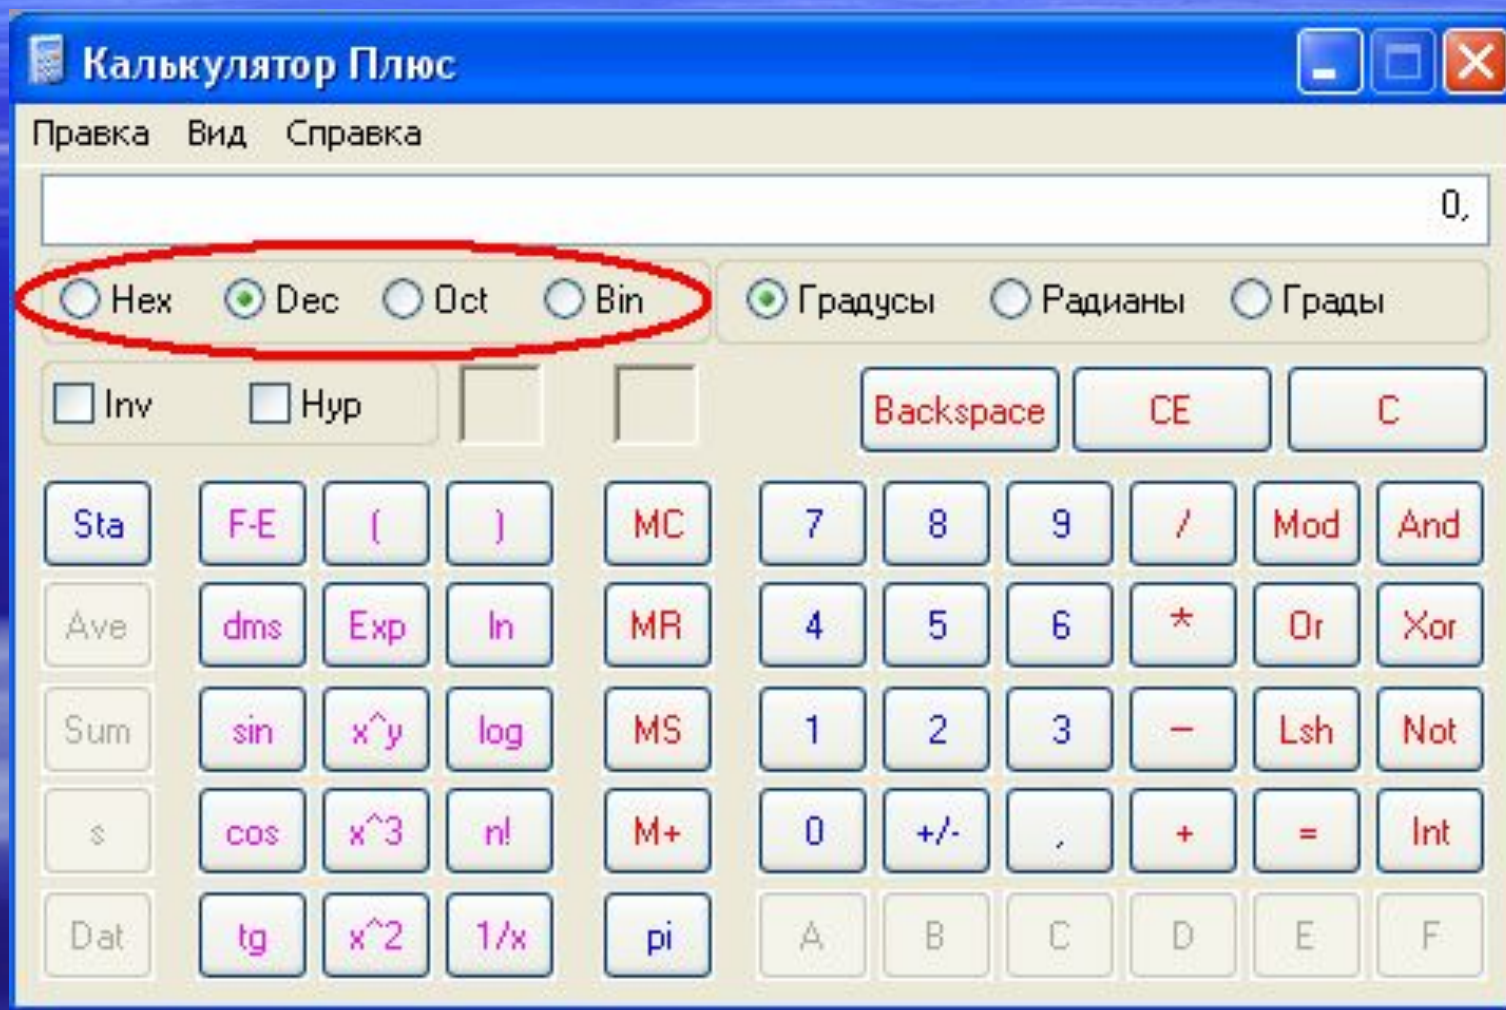 Калькулятор Плюс
Правка Вид Справка
0,
Hex Dec Oct Bin Градусы Радианы Грады
Inv Hyp Backspace CE C
Sta F-E ( ) MC 7 8 9 / Mod And
Ave dms Exp ln MR 4 5 6 * Or Xor
Sum sin x^y log MS 1 2 3 − Lsh Not
s cos x^3 n! M+ 0 +/- , + = Int
Dat tg x^2 1/x pi A B C D E F